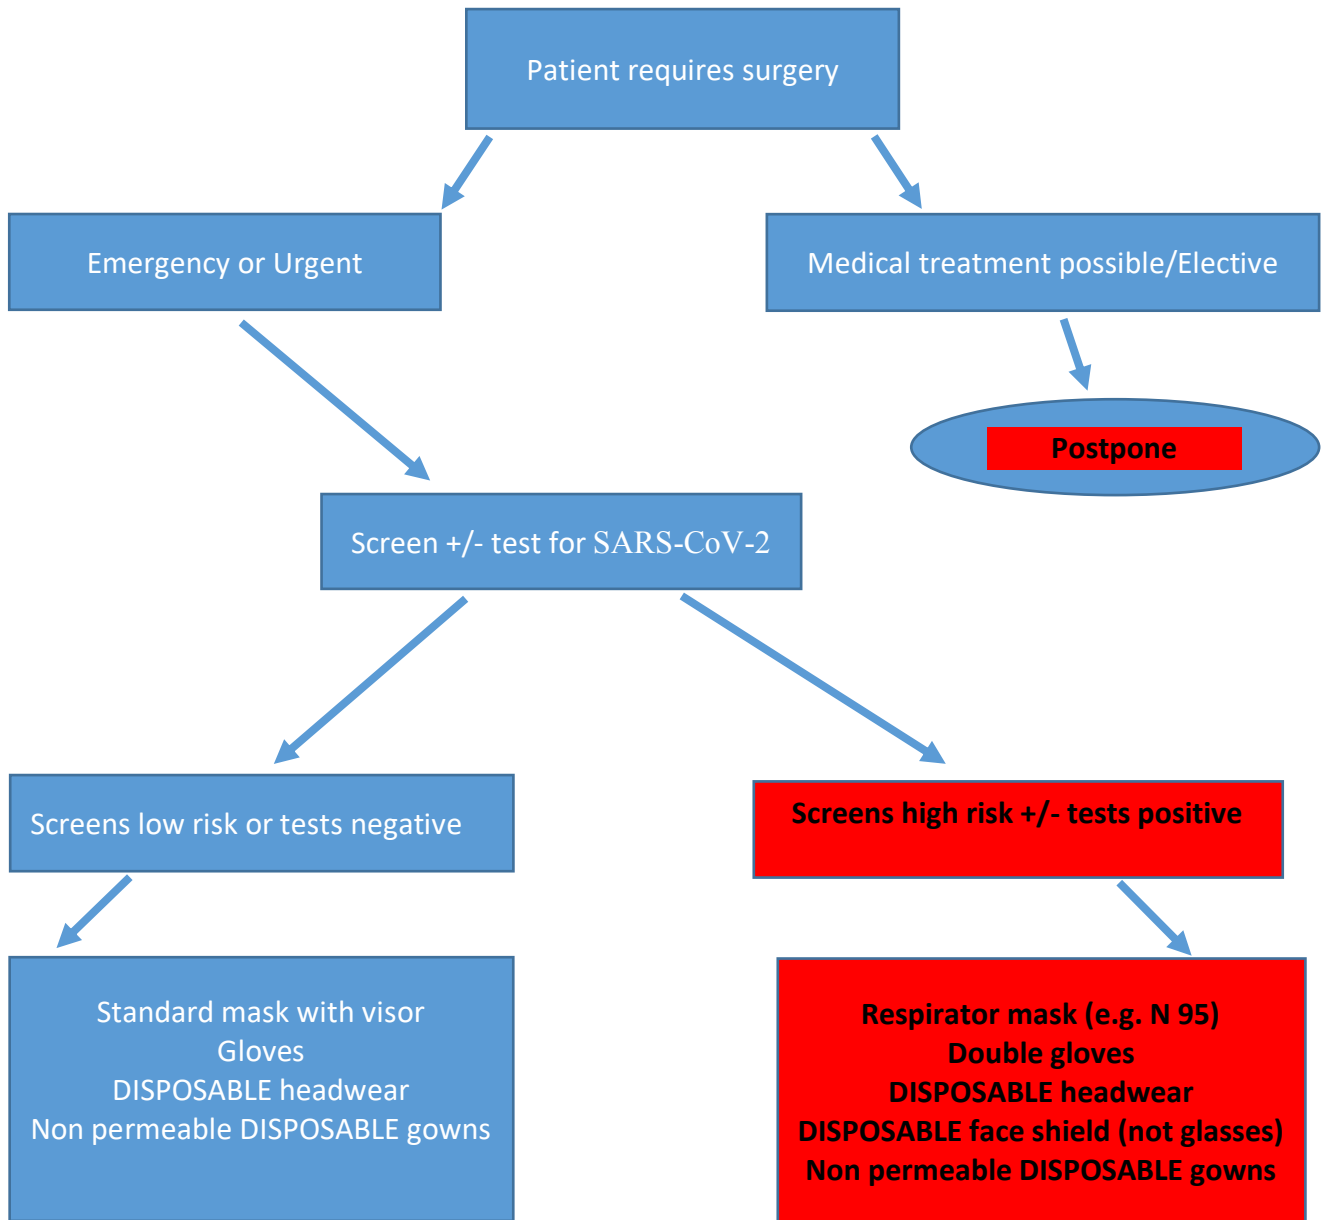 Patient requires surgery
Emergency or Urgent
Medical treatment possible/Elective
Postpone
Screen +/- test for SARS-CoV-2
Screens low risk or tests negative
Screens high risk +/- tests positive
Standard mask with visor
Gloves
DISPOSABLE headwear
Non permeable DISPOSABLE gowns
Respirator mask (e.g. N 95)
Double gloves
DISPOSABLE headwear
DISPOSABLE face shield (not glasses)
Non permeable DISPOSABLE gowns